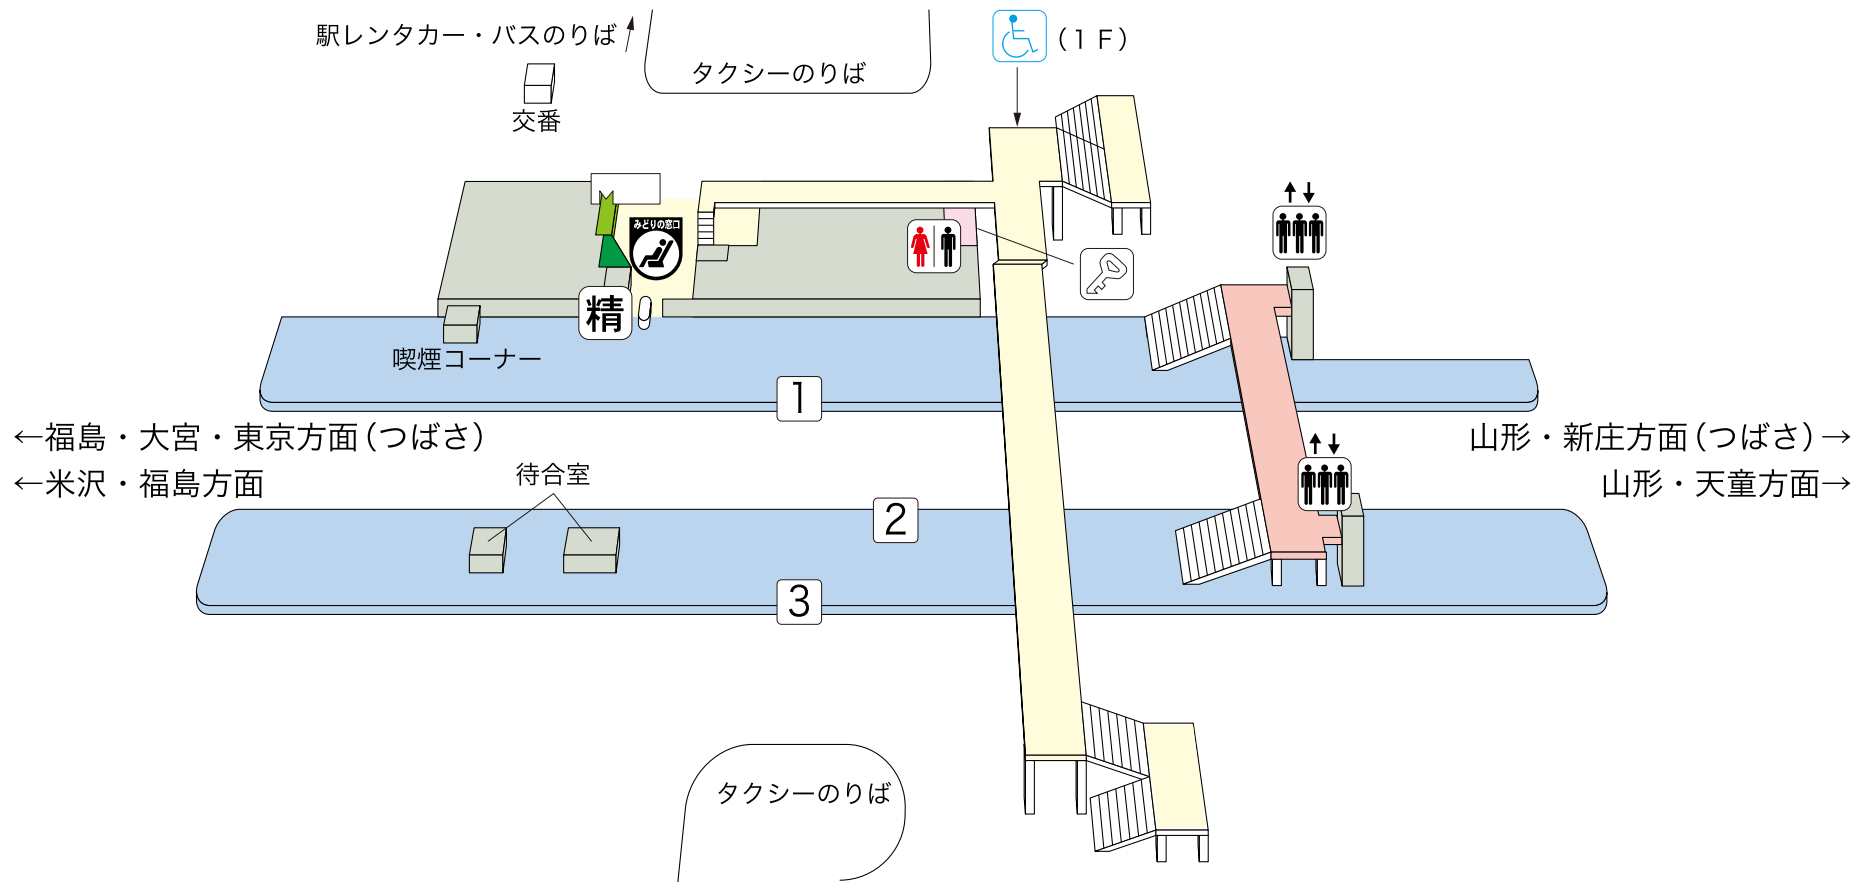 駅レンタカー・バスのりば
タクシーのりば
(1F)
交番
みどりの窓口
精
喫煙コーナー
1
←福島・大宮・東京方面(つばさ)
山形・新庄方面(つばさ)→
←米沢・福島方面
山形・天童方面→
待合室
2
3
タクシーのりば